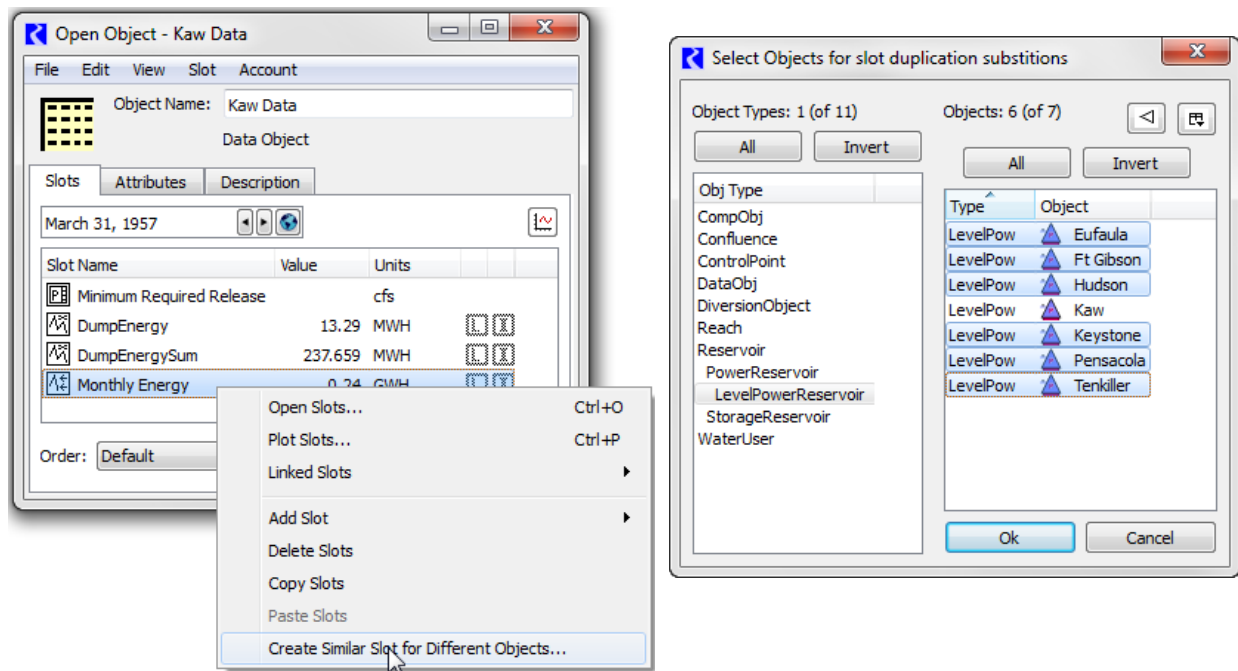 Open Object - Kaw Data
File Edit View Slot Account
Object Name: Kaw Data
Data Object
Slots Attributes Description
March 31, 1957
Slot Name Value Units
Minimum Required Release cfs
DumpEnergy 13.29 MWH
DumpEnergySum 237.659 MWH
Monthly Energy 0.24 GWH
Order: Default
Open Slots... Ctrl+O
Plot Slots... Ctrl+P
Linked Slots
Add Slot
Delete Slots
Copy Slots
Paste Slots
Create Similar Slot for Different Objects...
Select Objects for slot duplication substitions
Object Types: 1 (of 11)
All Invert
Obj Type
CompObj
Confluence
ControlPoint
DataObj
DiversionObject
Reach
Reservoir
PowerReservoir
LevelPowerReservoir
StorageReservoir
WaterUser
Objects: 6 (of 7)
All Invert
Type Object
LevelPow Eufaula
LevelPow Ft Gibson
LevelPow Hudson
LevelPow Kaw
LevelPow Keystone
LevelPow Pensacola
LevelPow Tenkiller
Ok Cancel